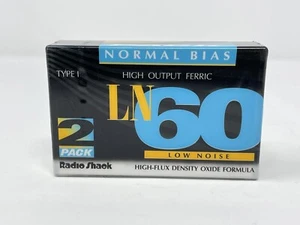 NORMAL BIAS
TYPE I
HIGH OUTPUT FERRIC
LN60
LOW NOISE
2
PACK
Radio Shack
HIGH-FLUX DENSITY OXIDE FORMULA